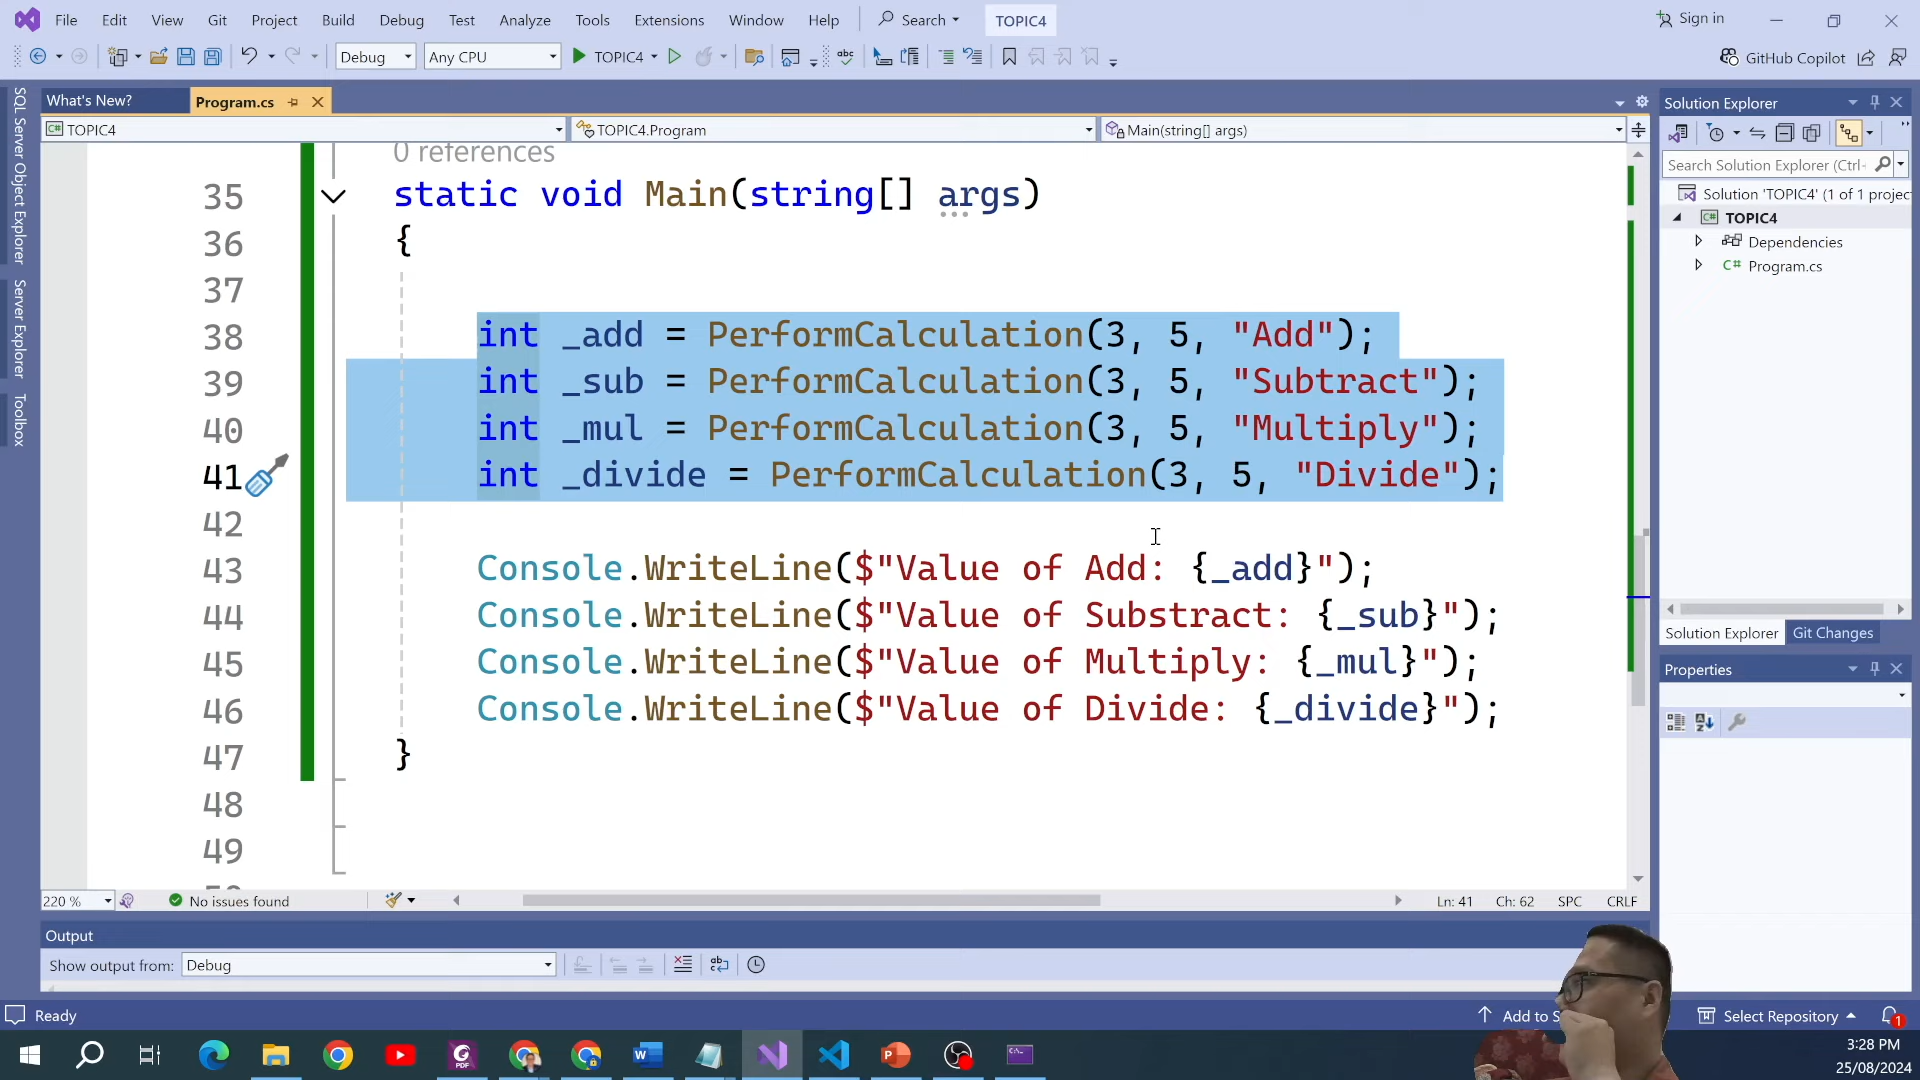 File Edit View Git Project Build Debug Test Analyze Tools Extensions Window Help Search TOPIC4 Sign in
Debug Any CPU TOPIC4 GitHub Copilot
What's New? Program.cs
TOPIC4 TOPIC4.Program Main(string[] args)
0 references
35 static void Main(string[] args)
36 {
37
38 int _add = PerformCalculation(3, 5, "Add");
39 int _sub = PerformCalculation(3, 5, "Subtract");
40 int _mul = PerformCalculation(3, 5, "Multiply");
41 int _divide = PerformCalculation(3, 5, "Divide");
42
43 Console.WriteLine($"Value of Add: {_add}");
44 Console.WriteLine($"Value of Substract: {_sub}");
45 Console.WriteLine($"Value of Multiply: {_mul}");
46 Console.WriteLine($"Value of Divide: {_divide}");
47 }
48
49
220 % No issues found Ln: 41 Ch: 62 SPC CRLF
Output
Show output from: Debug
Ready Add to S Select Repository 1
SQL Server Object Explorer
Server Explorer
Toolbox
Solution Explorer
Search Solution Explorer (Ctrl-
Solution 'TOPIC4' (1 of 1 projec
TOPIC4
Dependencies
C# Program.cs
Solution Explorer Git Changes
Properties
3:28 PM
25/08/2024